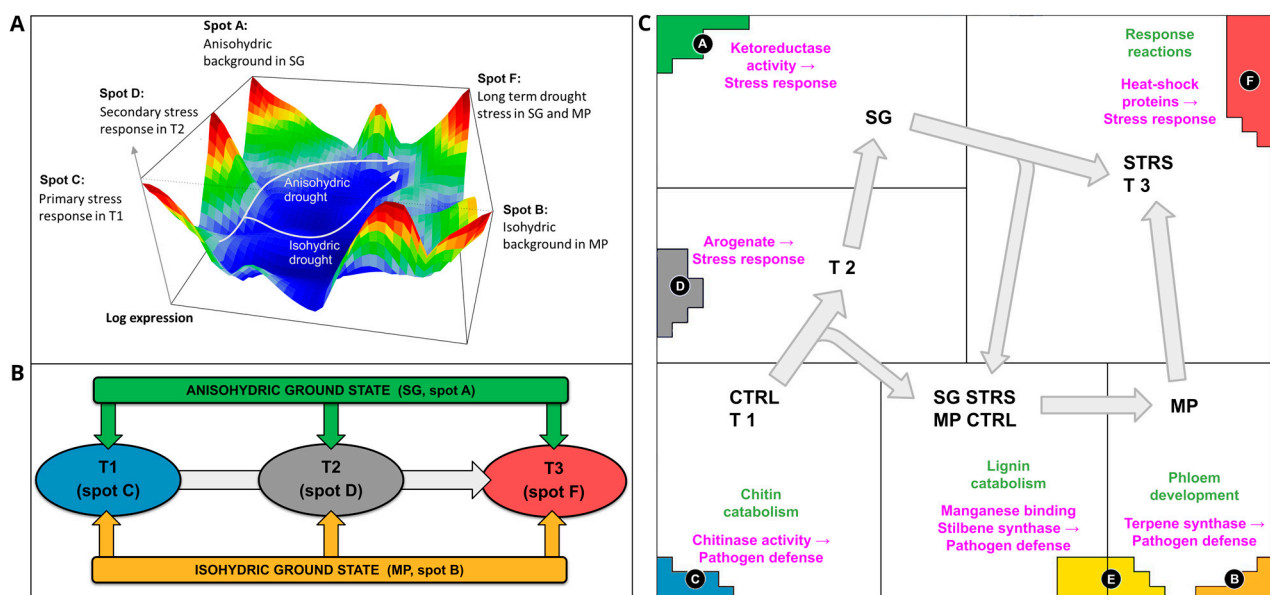 A
Spot A:
Anisohydric
background in SG
Spot D:
Secondary stress
response in T2
Spot F:
Long term drought
stress in SG and MP
Spot C:
Primary stress
response in T1
Anisohydric
drought
Spot B:
Isohydric
background in MP
Isohydric
drought
Log expression
B
ANISOHYDRIC GROUND STATE (SG, spot A)
T1
(spot C)
T2
(spot D)
T3
(spot F)
ISOHYDRIC GROUND STATE (MP, spot B)
C
A
Ketoreductase
activity →
Stress response
Response
reactions
F
Heat-shock
proteins →
Stress response
SG
STRS
T 3
Arogenate →
Stress response
T 2
D
CTRL
T 1
SG STRS
MP CTRL
MP
Chitin
catabolism
Chitinase activity →
Pathogen defense
C
Lignin
catabolism
Manganese binding
Stilbene synthase →
Pathogen defense
E
Phloem
development
Terpene synthase →
Pathogen defense
B